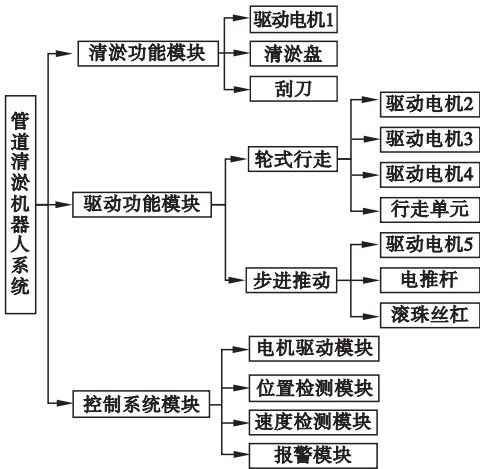 管道清淤机器人系统
清淤功能模块
驱动电机1
清淤盘
刮刀
驱动功能模块
轮式行走
驱动电机2
驱动电机3
驱动电机4
行走单元
步进推动
驱动电机5
电推杆
滚珠丝杠
控制系统模块
电机驱动模块
位置检测模块
速度检测模块
报警模块